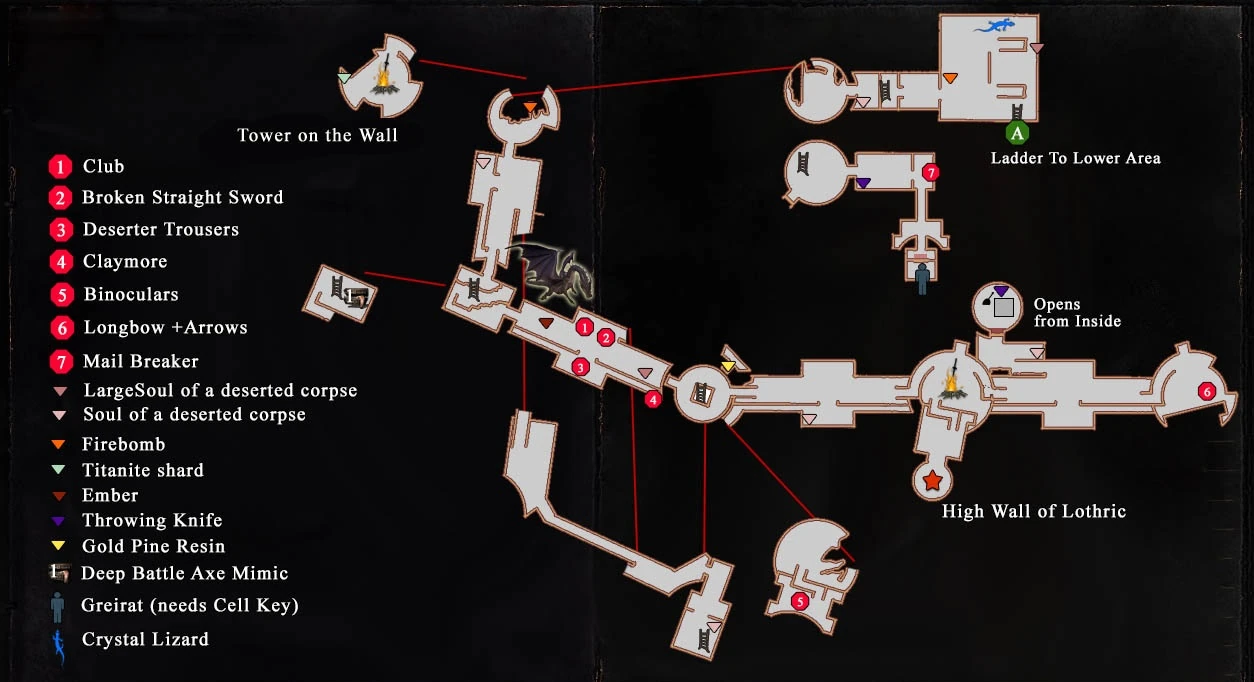 Tower on the Wall
1 Club
2 Broken Straight Sword
3 Deserter Trousers
4 Claymore
5 Binoculars
6 Longbow +Arrows
7 Mail Breaker
LargeSoul of a deserted corpse
Soul of a deserted corpse
Firebomb
Titanite shard
Ember
Throwing Knife
Gold Pine Resin
1 Deep Battle Axe Mimic
Greirat (needs Cell Key)
Crystal Lizard
1
1
2
3
4
5
A
Ladder To Lower Area
7
Opens
from Inside
6
High Wall of Lothric